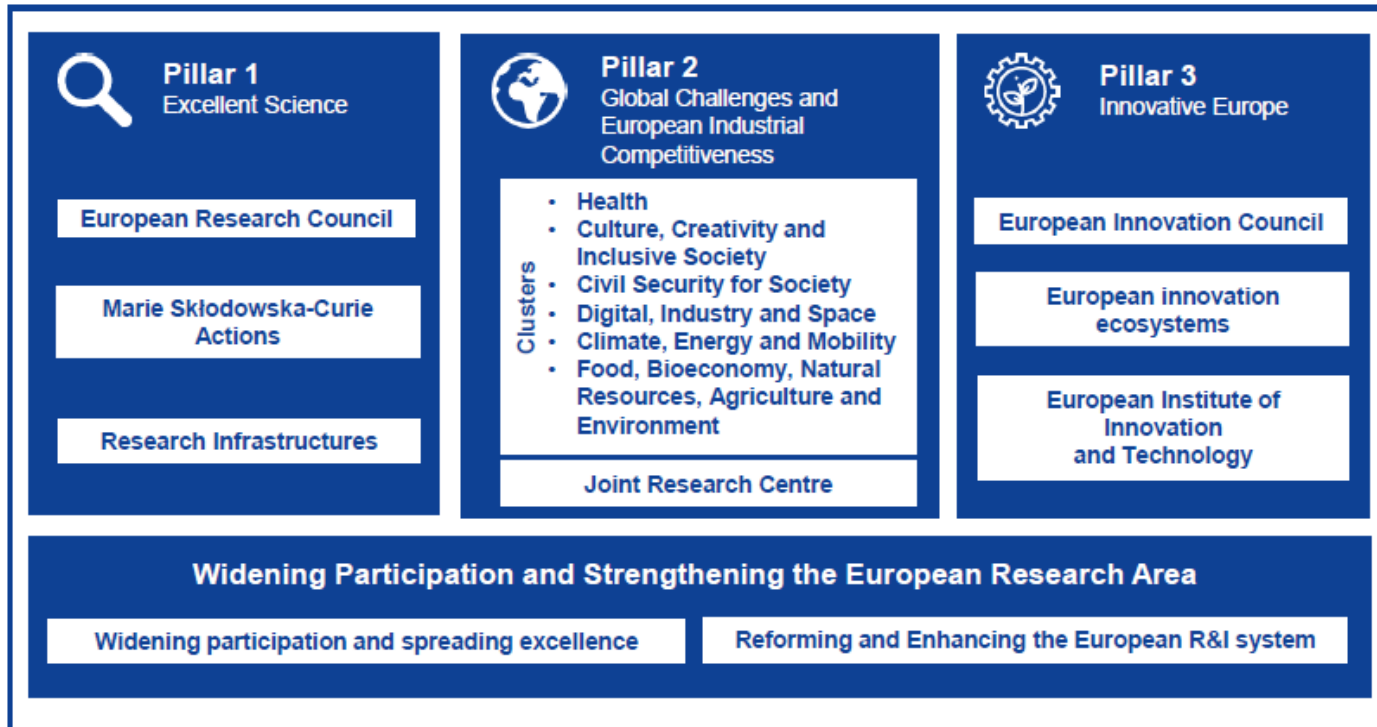 Pillar 1
Excellent Science
European Research Council
Marie Skłodowska-Curie
Actions
Research Infrastructures
Pillar 2
Global Challenges and
European Industrial
Competitiveness
Clusters
• Health
• Culture, Creativity and
Inclusive Society
• Civil Security for Society
• Digital, Industry and Space
• Climate, Energy and Mobility
• Food, Bioeconomy, Natural
Resources, Agriculture and
Environment
Joint Research Centre
Pillar 3
Innovative Europe
European Innovation Council
European innovation
ecosystems
European Institute of
Innovation
and Technology
Widening Participation and Strengthening the European Research Area
Widening participation and spreading excellence
Reforming and Enhancing the European R&I system